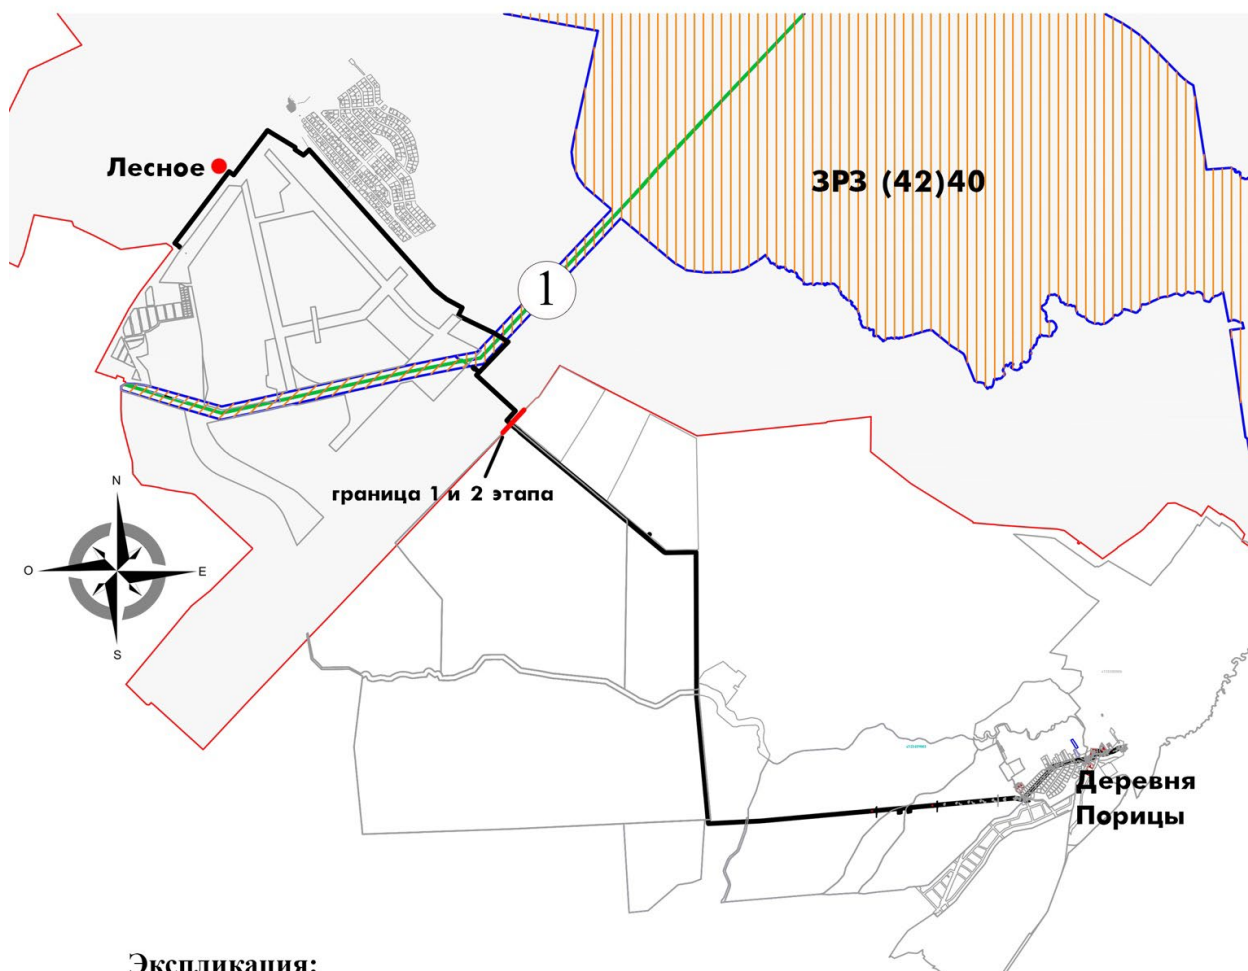 Лесное
ЗРЗ (42)40
1
граница 1 и 2 этапа
N
O
E
S
Деревня
Порицы
Экспликация: